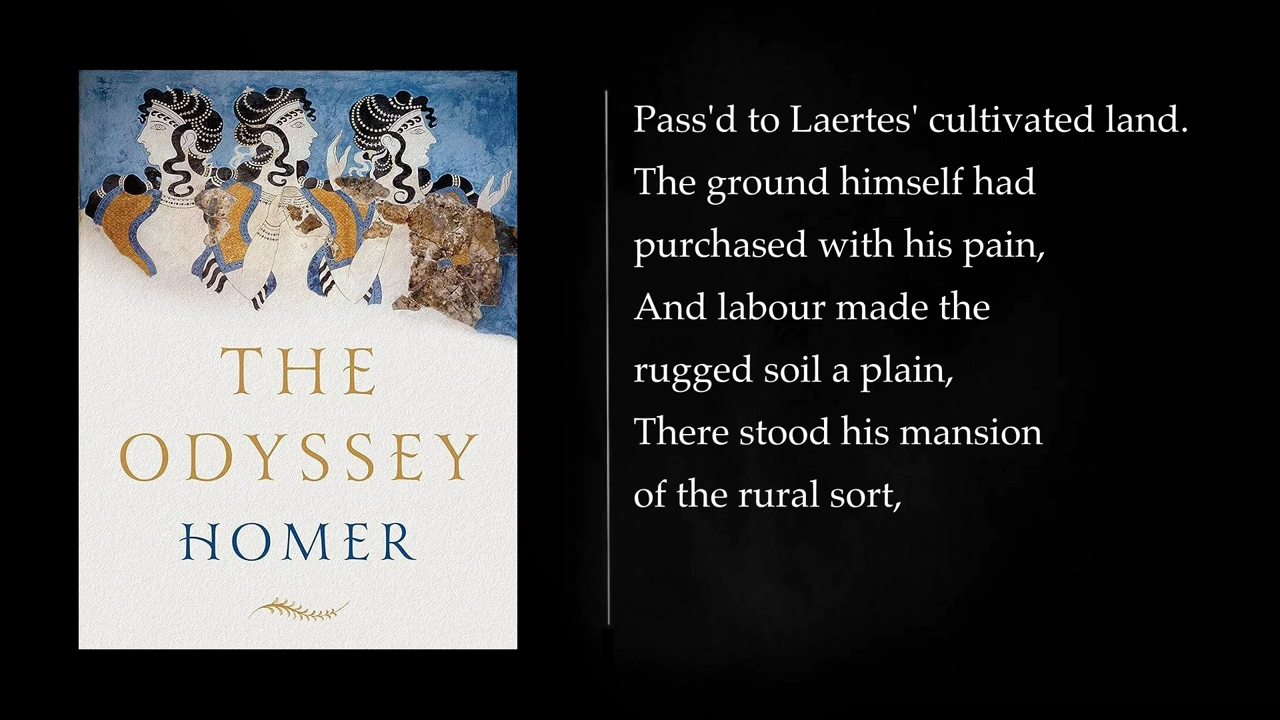 THE
ODYSSEY
HOMER
Pass'd to Laertes' cultivated land.
The ground himself had
purchased with his pain,
And labour made the
rugged soil a plain,
There stood his mansion
of the rural sort,